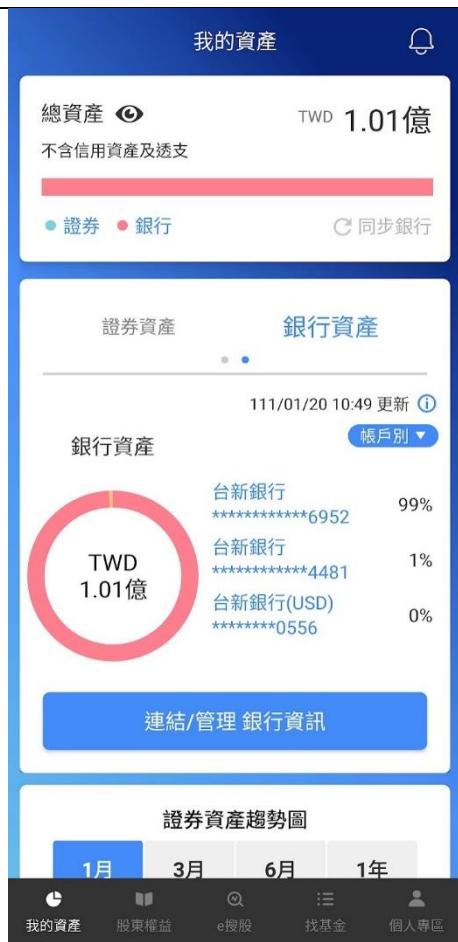 我的資產
總資產
TWD 1.01億
不含信用資產及透支
證券 銀行
同步銀行
證券資產 銀行資產
111/01/20 10:49 更新
帳戶別▼
銀行資產
TWD
1.01億
台新銀行
************6952
99%
台新銀行
************4481
1%
台新銀行(USD)
********0556
0%
連結/管理 銀行資訊
證券資產趨勢圖
1月 3月 6月 1年
我的資產 股東權益 e搜股 找基金 個人專區